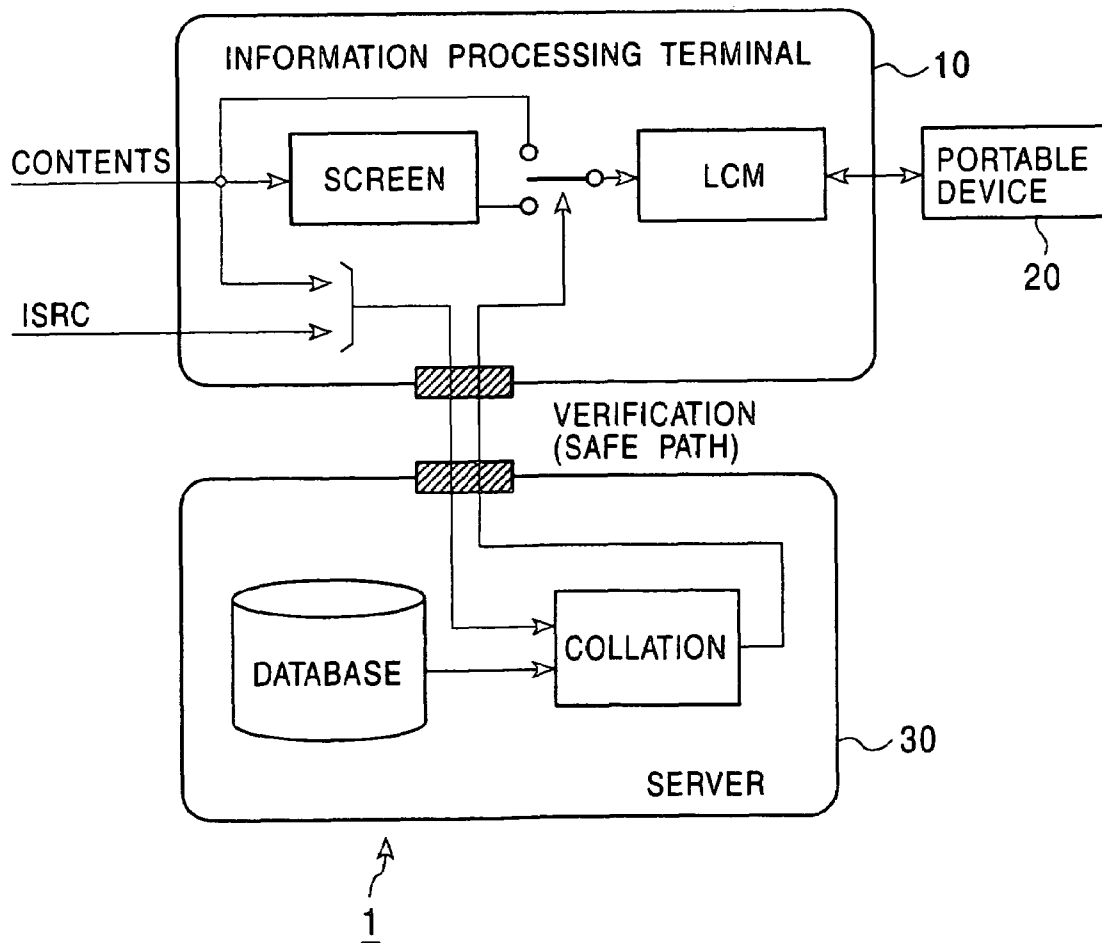 INFORMATION PROCESSING TERMINAL
10
CONTENTS
SCREEN
LCM
PORTABLE
DEVICE
20
ISRC
VERIFICATION
(SAFE PATH)
DATABASE
COLLATION
30
SERVER
1